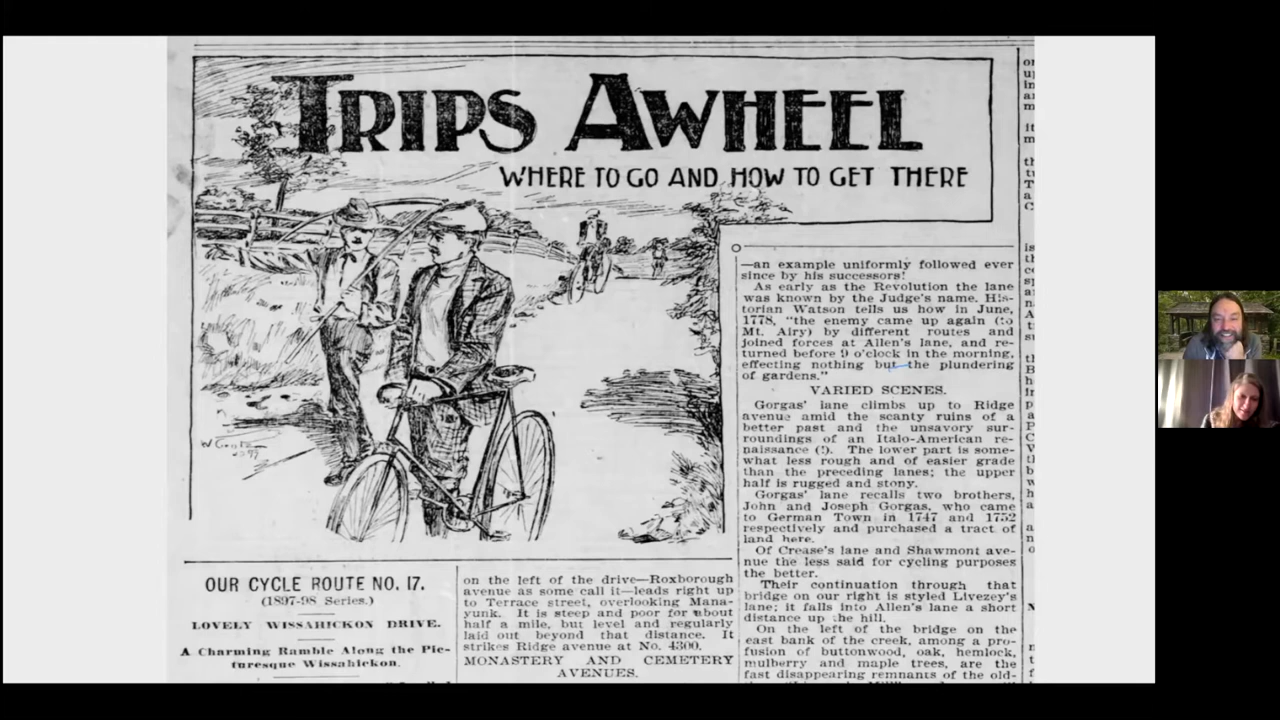 TRIPS AWHEEL
WHERE TO GO AND HOW TO GET THERE
OUR CYCLE ROUTE NO. 17.
(1897-98 Series.)
LOVELY WISSAHICKON DRIVE.
A Charming Ramble Along the Pic-
turesque Wissahickon.
on the left of the drive—Roxborough
avenue as some call it—leads right up
to Terrace street, overlooking Mana-
yunk. It is steep and poor for about
half a mile, but level and regularly
laid out beyond that distance. It
strikes Ridge avenue at No. 4300.
MONASTERY AND CEMETERY
AVENUES.
—an example uniformly followed ever
since by his successors!
As early as the Revolution the lane
was known by the Judge's name. His-
torian Watson tells us how in June,
1778, "the enemy came up again (to
Mt. Airy) by different routes and
joined forces at Allen's lane, and re-
turned before 9 o'clock in the morning,
effecting nothing but the plundering
of gardens."
VARIED SCENES.
Gorgas' lane climbs up to Ridge
avenue amid the scanty ruins of a
better past and the unsavory sur-
roundings of an Italo-American re-
naissance (!). The lower part is some-
what less rough and of easier grade
than the preceding lanes; the upper
half is rugged and stony.
Gorgas' lane recalls two brothers,
John and Joseph Gorgas, who came
to German Town in 1747 and 1752
respectively and purchased a tract of
land here.
Of Crease's lane and Shawmont ave-
nue the less said for cycling purposes
the better.
Their continuation through that
bridge on our right is styled Livezey's
lane; it falls into Allen's lane a short
distance up the hill.
On the left of the bridge on the
east bank of the creek, among a pro-
fusion of buttonwood, oak, hemlock,
mulberry and maple trees, are the
fast disappearing remnants of the old-